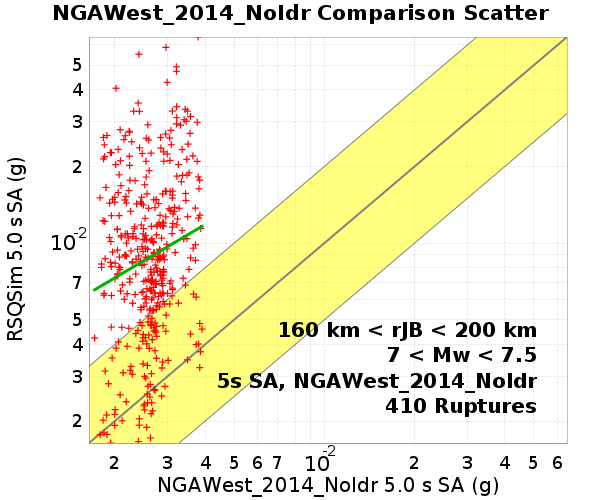 NGAWest_2014_NoIdr Comparison Scatter
RSQSim 5.0 s SA (g)
5
4
3
2
10-2
7
5
4
3
2
160 km < rJB < 200 km
7 < Mw < 7.5
5s SA, NGAWest_2014_NoIdr
410 Ruptures
2 3 4 5 6 7 10-2 2 3 4 5 6
NGAWest_2014_NoIdr 5.0 s SA (g)